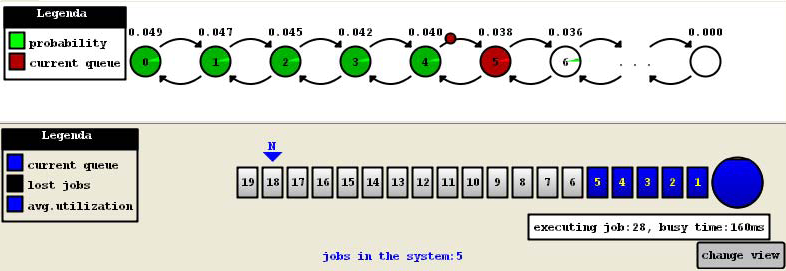 Legenda
probability
current queue
0.049 0.047 0.045 0.042 0.040 0.038 0.036 0.000
0 1 2 3 4 5 6 . . .
Legenda
current queue
lost jobs
avg.utilization
N
19 18 17 16 15 14 13 12 11 10 9 8 7 6 5 4 3 2 1
executing job:28, busy time:160ms
jobs in the system:5
change view